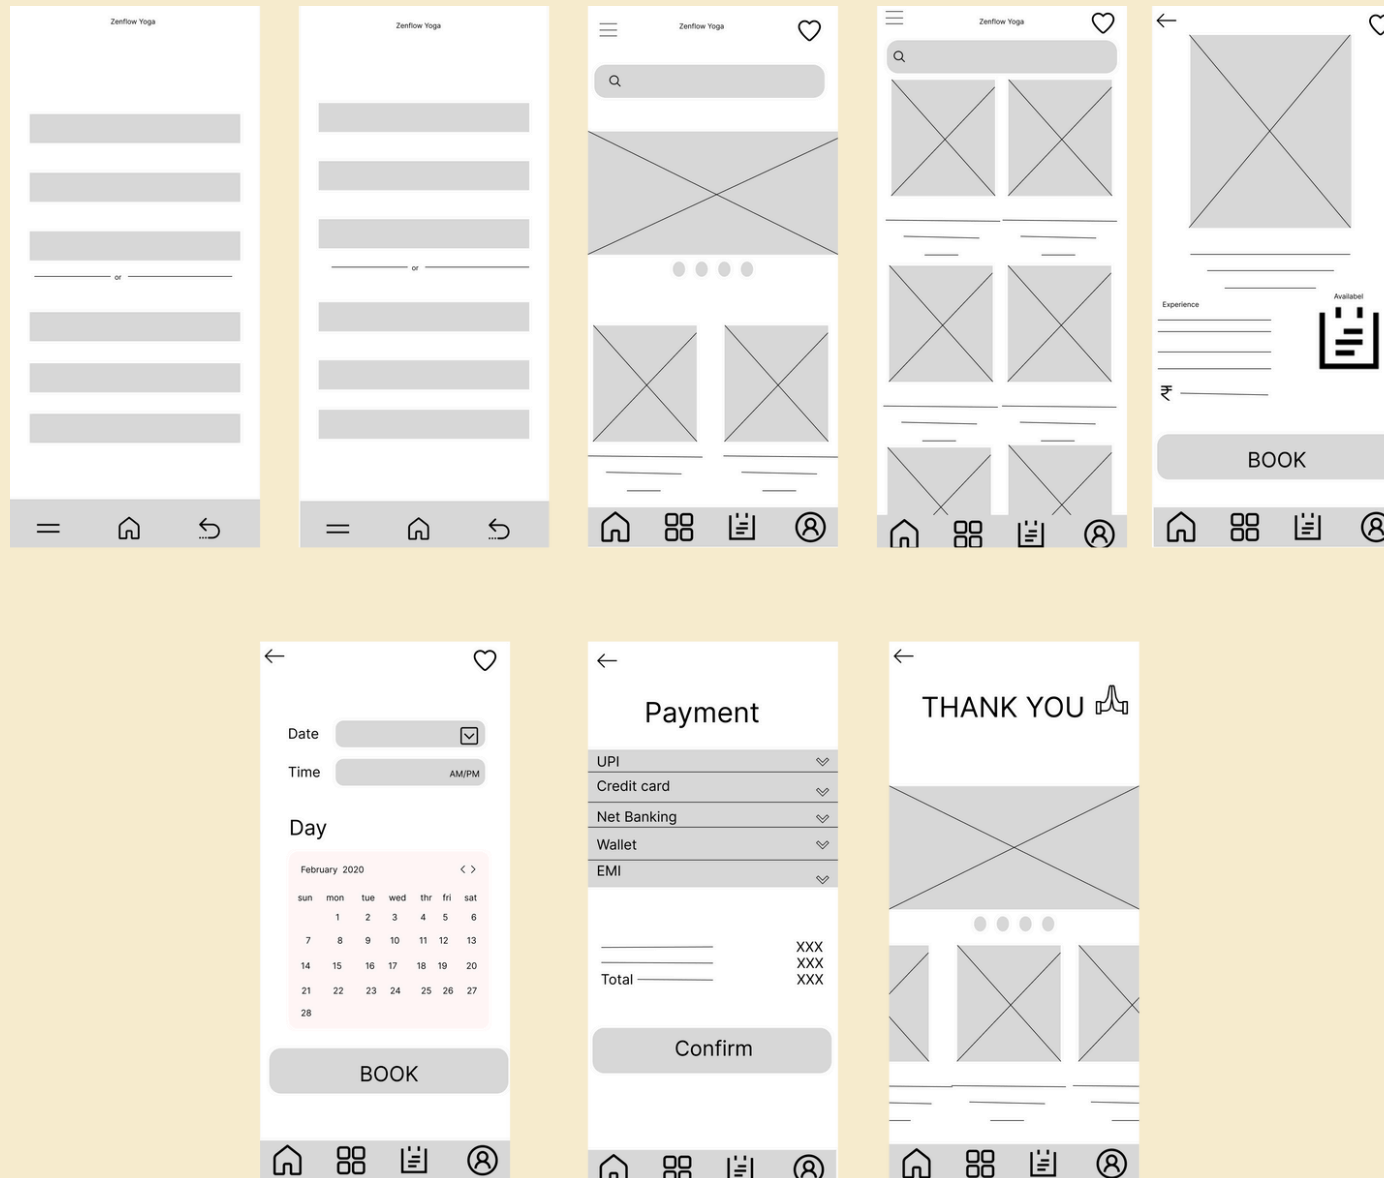 Zenflow Yoga
or
Zenflow Yoga
or
Zenflow Yoga
Zenflow Yoga
Availabel
Experience
₹
BOOK
Date
Time AM/PM
Day
February 2020 < >
sun mon tue wed thr fri sat
1 2 3 4 5 6
7 8 9 10 11 12 13
14 15 16 17 18 19 20
21 22 23 24 25 26 27
28
BOOK
Payment
UPI
Credit card
Net Banking
Wallet
EMI
XXX
XXX
Total XXX
Confirm
THANK YOU